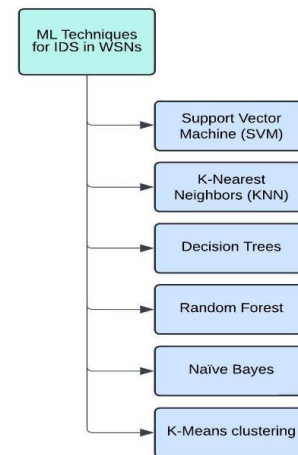 ML Techniques
for IDS in WSNs
Support Vector
Machine (SVM)
K-Nearest
Neighbors (KNN)
Decision Trees
Random Forest
Naïve Bayes
K-Means clustering